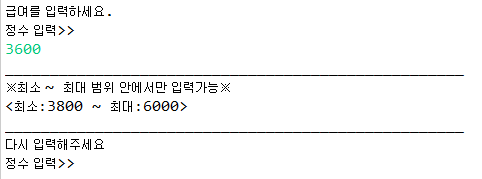 급여를 입력하세요.
정수 입력>>
3600
※최소 ~ 최대 범위 안에서만 입력가능※
<최소:3800 ~ 최대:6000>
다시 입력해주세요
정수 입력>>